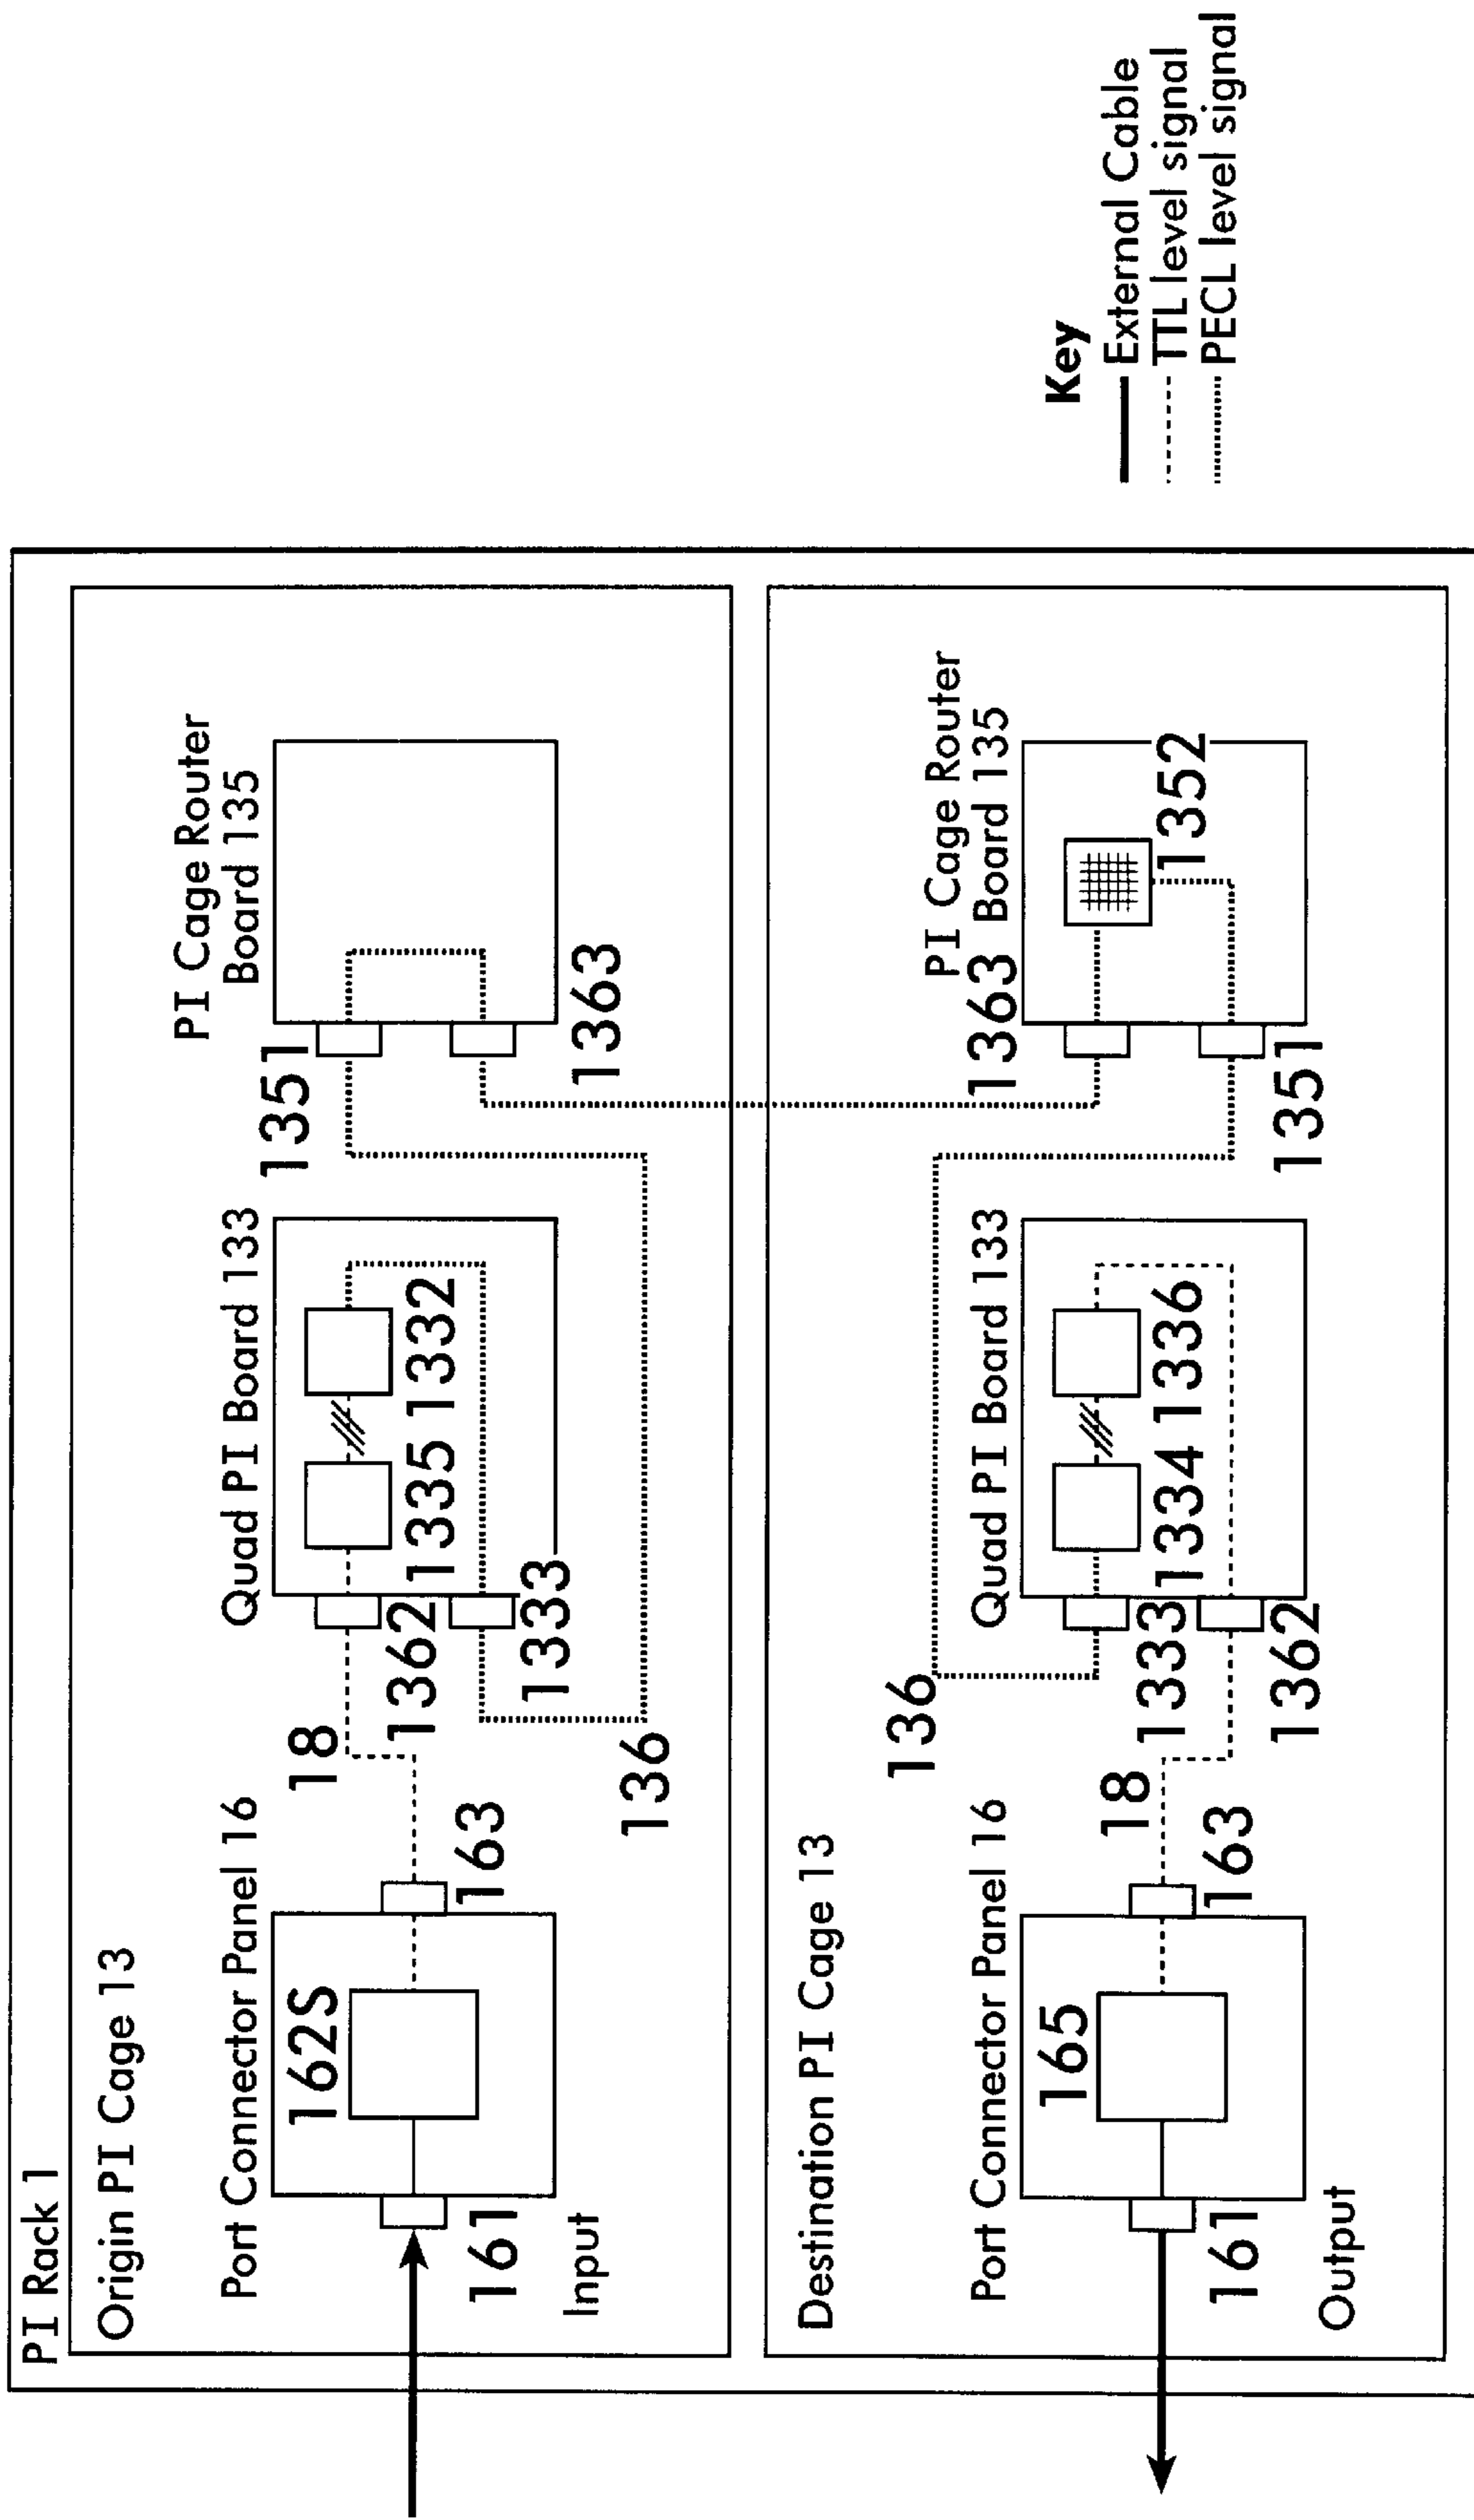 PI Rack 1
Origin PI Cage 13
Port Connector Panel 16
162S
161
Input
163
18
Quad PI Board 133
1362
1335
1332
1333
136
PI Cage Router
Board 135
1351
1363
Destination PI Cage 13
Port Connector Panel 16
165
161
Output
163
18
136
Quad PI Board 133
1333
1334
1336
1362
PI Cage Router
Board 135
1363
1352
1351
Key
External Cable
TTL level signal
PECL level signal